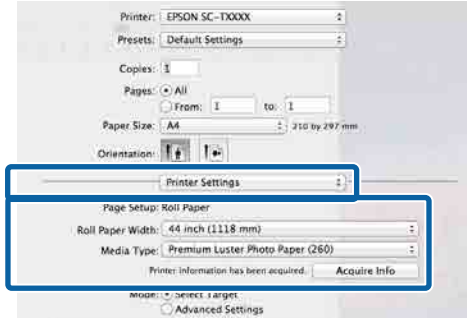 Printer: EPSON SC-TXXXX
Presets: Default Settings
Copies: 1
Pages: All
From: 1 to: 1
Paper Size: A4 210 by 297 mm
Orientation:
Printer Settings
Page Setup: Roll Paper
Roll Paper Width: 44 inch (1118 mm)
Media Type: Premium Luster Photo Paper (260)
Printer information has been acquired. Acquire Info
Mode: Select Target
Advanced Settings